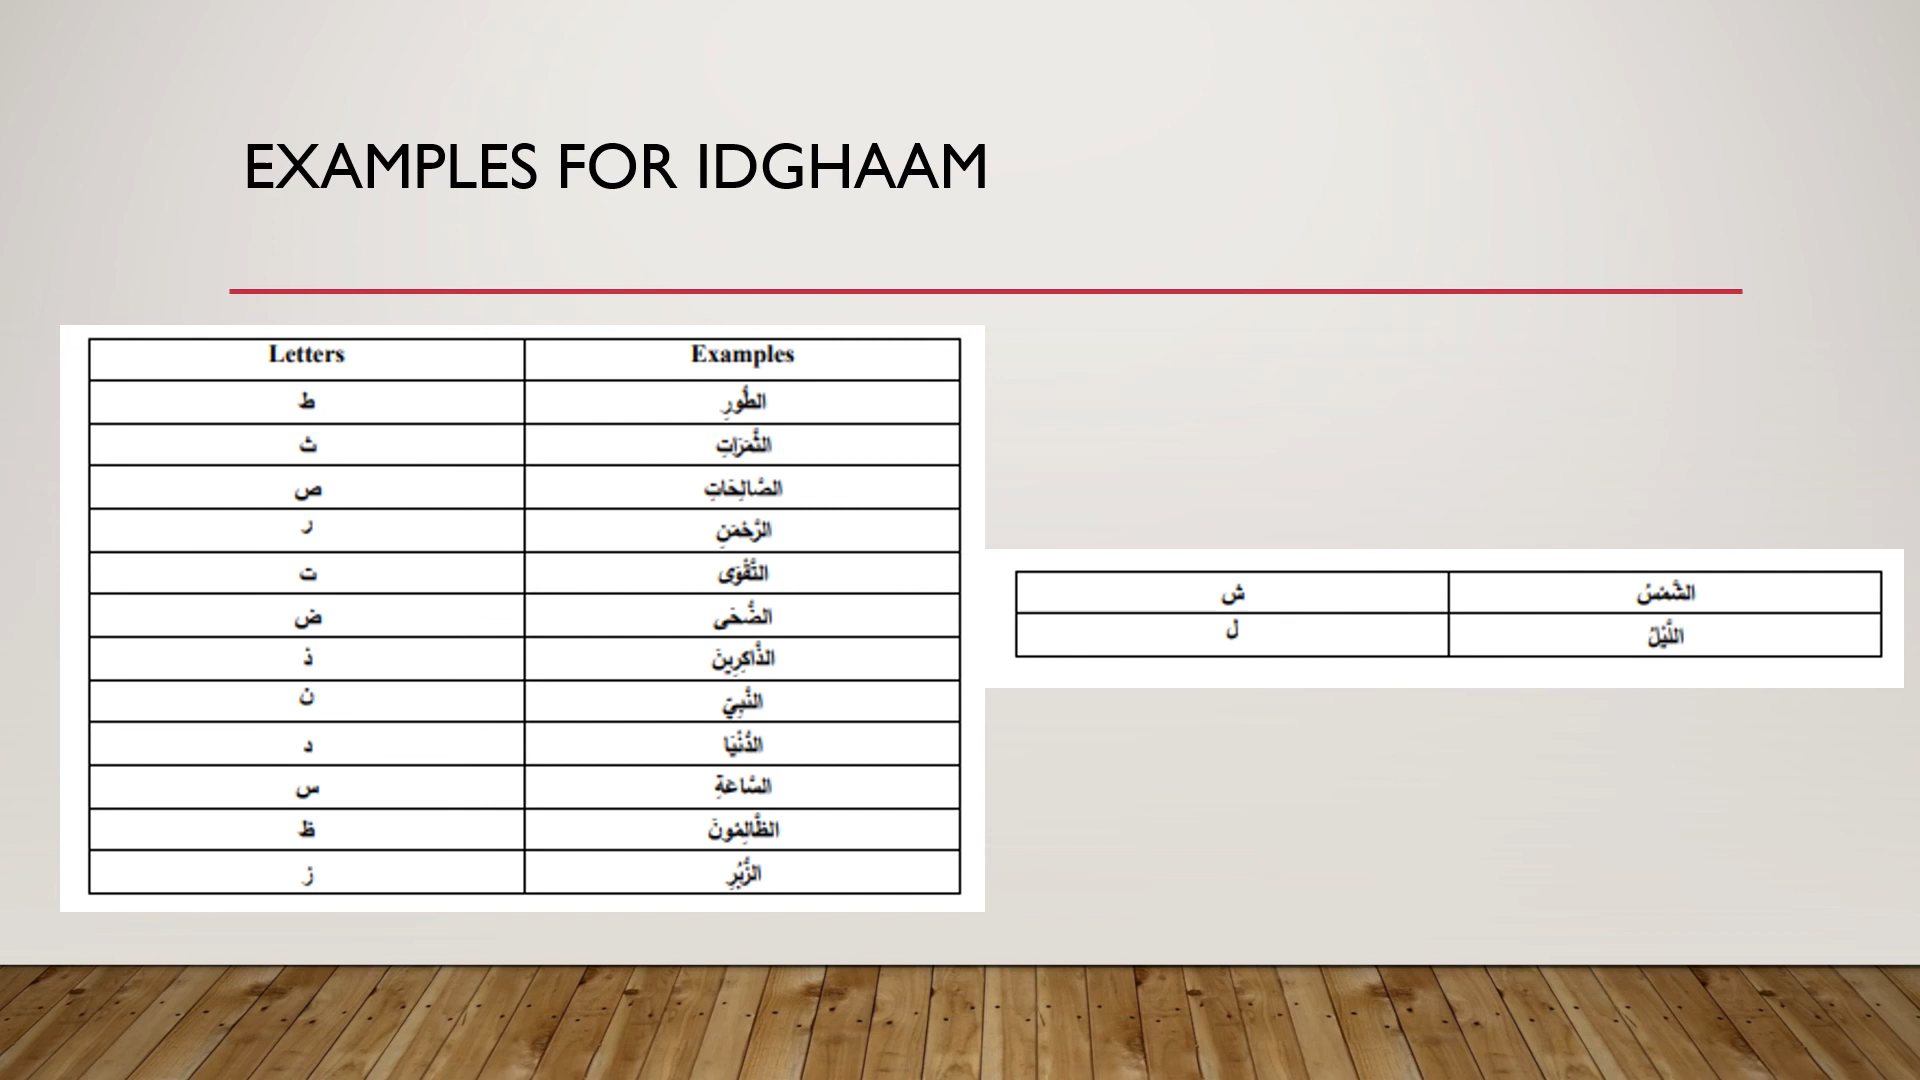 EXAMPLES FOR IDGHAAM
Letters Examples
ط الطُّورِ
ث الثَّمَرَاتِ
ص الصَّالِحَاتِ
ر الرَّحْمَنِ
ت التَّقْوَى
ض الضُّحَى
ذ الذَّاكِرِينَ
ن النَّبِيّ
د الدُّنْيَا
س السَّاعَةِ
ظ الظَّالِمُونَ
ز الزُّبُرِ
ش الشَّمْسُ
ل اللَّيْلُ